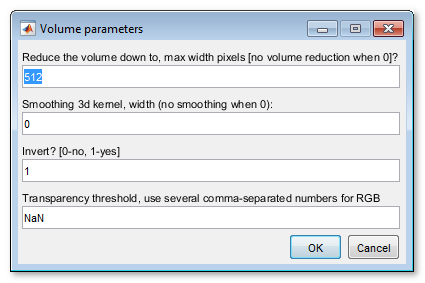 Volume parameters
Reduce the volume down to, max width pixels [no volume reduction when 0]?
512
Smoothing 3d kernel, width (no smoothing when 0):
0
Invert? [0-no, 1-yes]
1
Transparency threshold, use several comma-separated numbers for RGB
NaN
OK Cancel